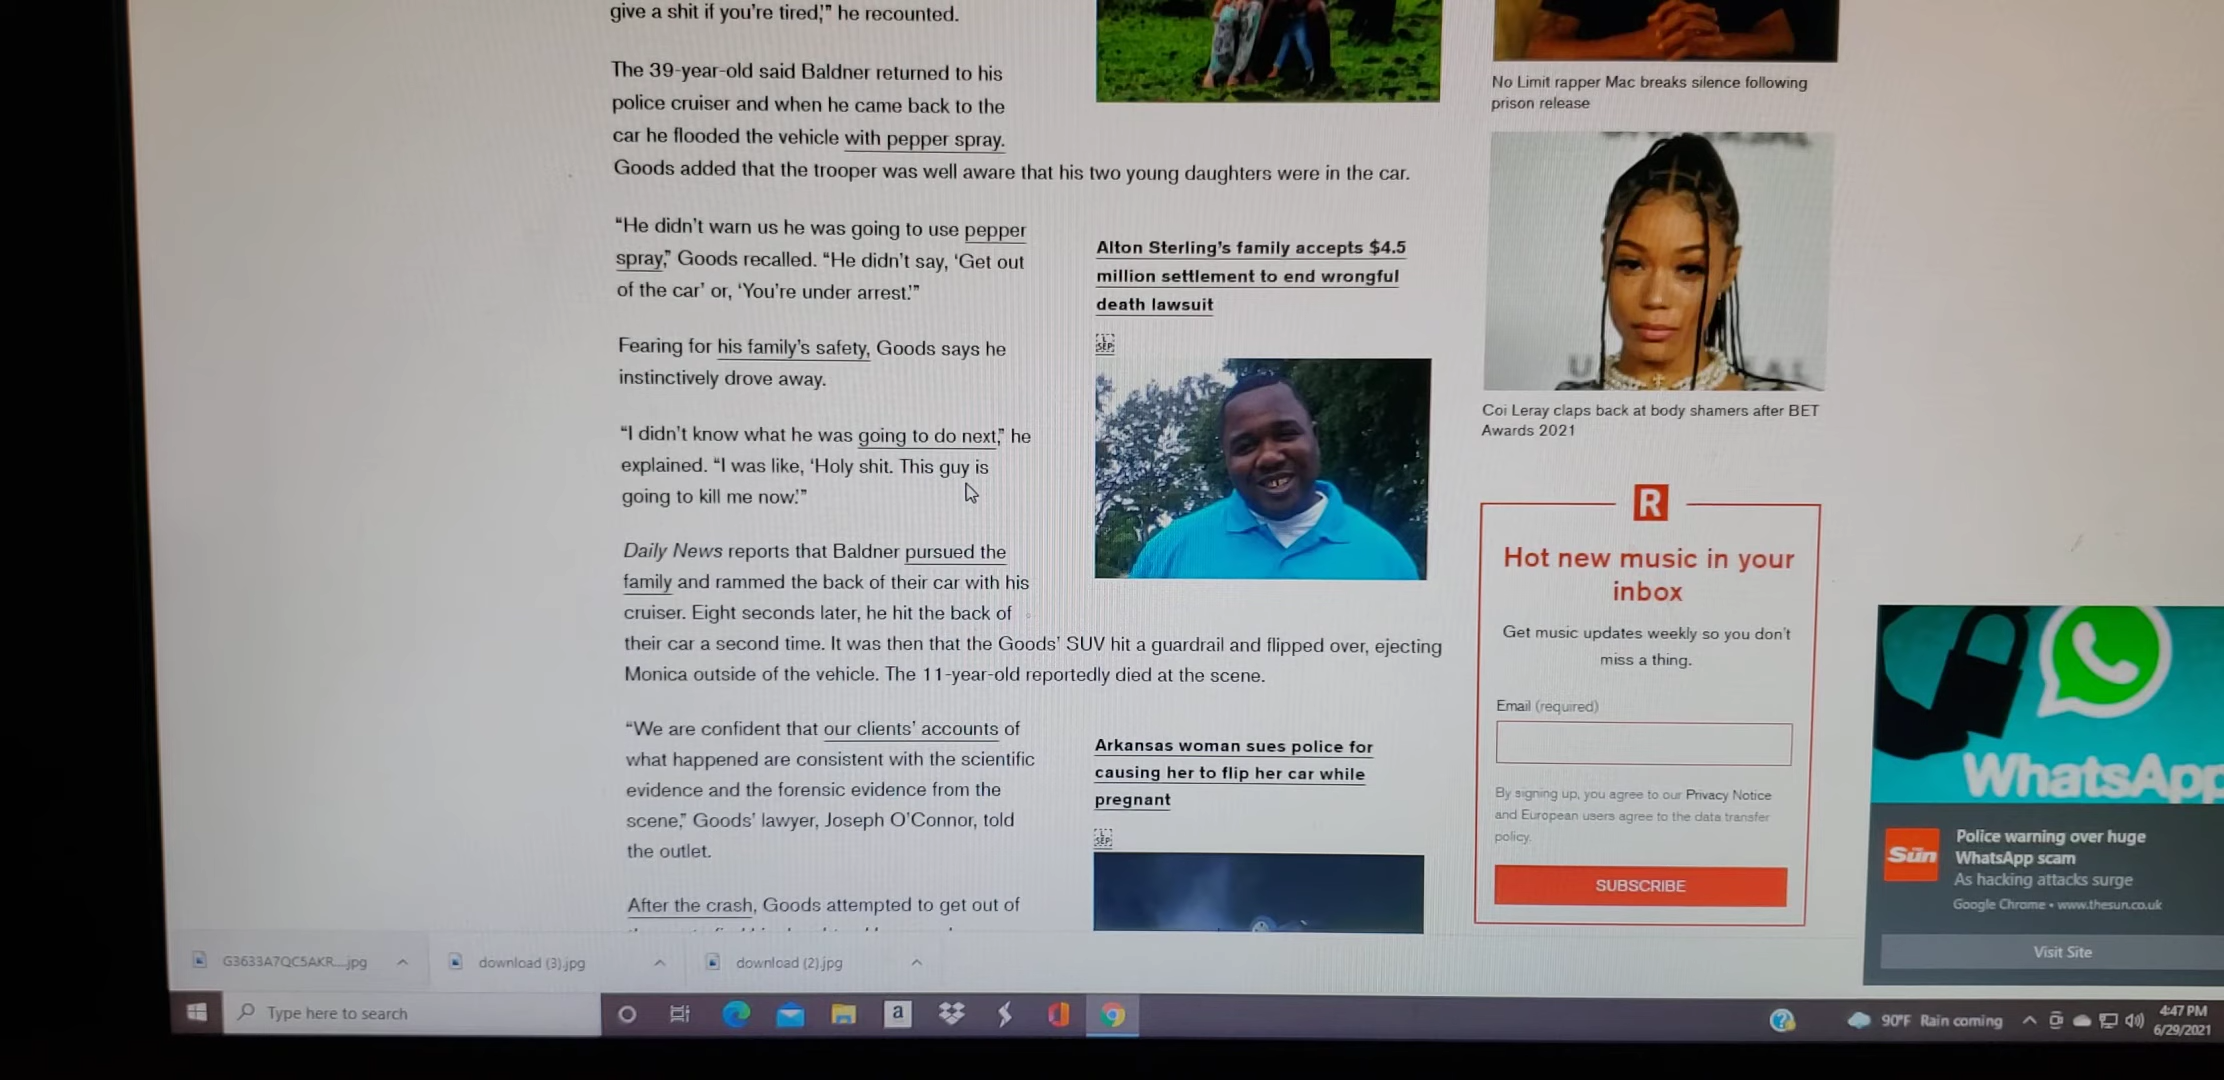 give a shit if you're tired,'" he recounted.
The 39-year-old said Baldner returned to his
police cruiser and when he came back to the
car he flooded the vehicle with pepper spray.
Goods added that the trooper was well aware that his two young daughters were in the car.
“He didn't warn us he was going to use pepper
spray,” Goods recalled. “He didn't say, ‘Get out
of the car’ or, ‘You're under arrest.’”
Fearing for his family's safety, Goods says he
instinctively drove away.
“I didn't know what he was going to do next,” he
explained. “I was like, ‘Holy shit. This guy is
going to kill me now.’”
Daily News reports that Baldner pursued the
family and rammed the back of their car with his
cruiser. Eight seconds later, he hit the back of
their car a second time. It was then that the Goods' SUV hit a guardrail and flipped over, ejecting
Monica outside of the vehicle. The 11-year-old reportedly died at the scene.
“We are confident that our clients' accounts of
what happened are consistent with the scientific
evidence and the forensic evidence from the
scene,” Goods' lawyer, Joseph O'Connor, told
the outlet.
After the crash, Goods attempted to get out of
Alton Sterling's family accepts $4.5
million settlement to end wrongful
death lawsuit
L
SEP
Arkansas woman sues police for
causing her to flip her car while
pregnant
L
SEP
No Limit rapper Mac breaks silence following
prison release
Coi Leray claps back at body shamers after BET
Awards 2021
R
Hot new music in your
inbox
Get music updates weekly so you don't
miss a thing.
Email (required)
By signing up, you agree to our Privacy Notice
and European users agree to the data transfer
policy.
SUBSCRIBE
WhatsApp
Sun
Police warning over huge
WhatsApp scam
As hacking attacks surge
Google Chrome • www.thesun.co.uk
Visit Site
G3633A7QC5AKR....jpg
download (3).jpg
download (2).jpg
Type here to search
a
90°F Rain coming
4:47 PM
6/29/2021